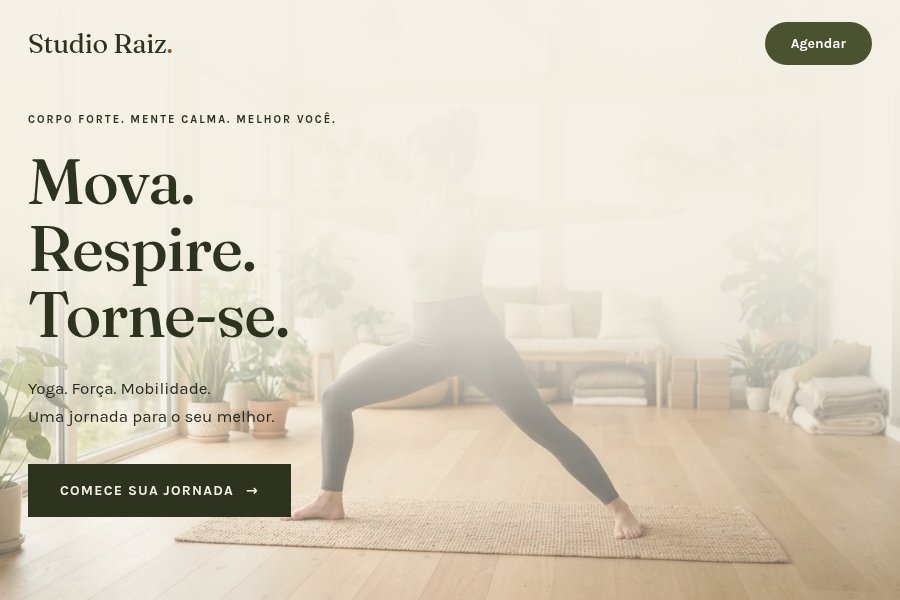 Studio Raiz.
Agendar
CORPO FORTE. MENTE CALMA. MELHOR VOCÊ.
Mova.
Respire.
Torne-se.
Yoga. Força. Mobilidade.
Uma jornada para o seu melhor.
COMECE SUA JORNADA →